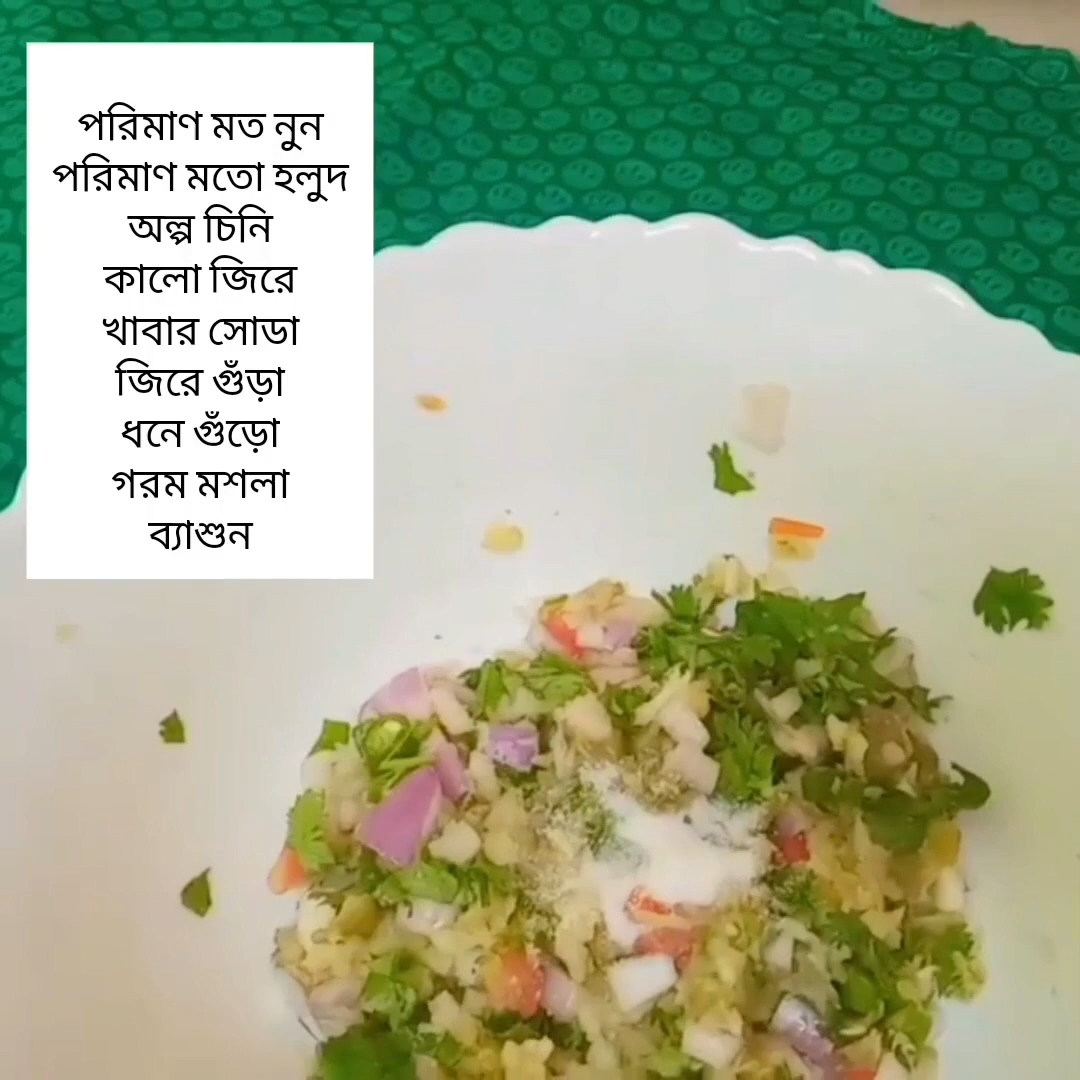 পরিমাণ মত নুন
পরিমাণ মতো হলুদ
অল্প চিনি
কালো জিরে
খাবার সোডা
জিরে গুঁড়া
ধনে গুঁড়ো
গরম মশলা
ব্যাশুন